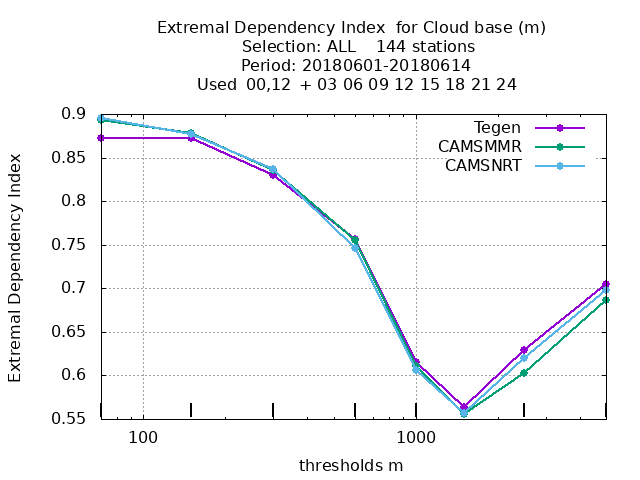 Extremal Dependency Index  for Cloud base (m)
Selection: ALL    144 stations
Period: 20180601-20180614
Used  00,12  + 03 06 09 12 15 18 21 24
Extremal Dependency Index
0.9
0.85
0.8
0.75
0.7
0.65
0.6
0.55
Tegen
CAMSMMR
CAMSNRT
100
1000
thresholds m